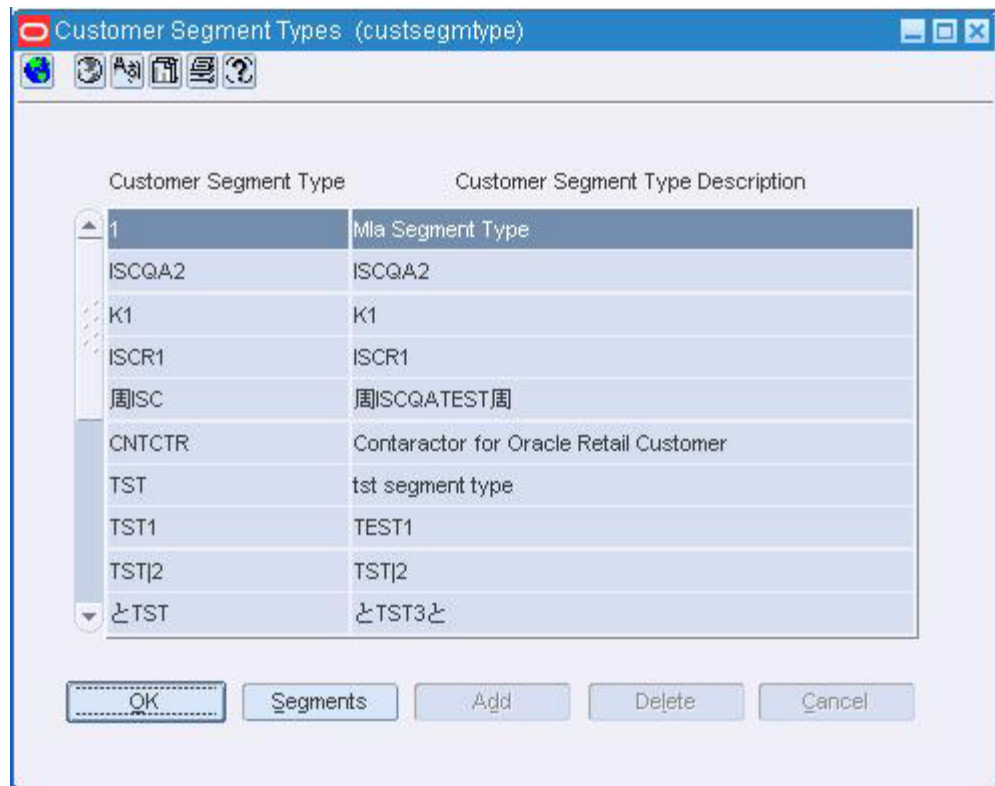 Customer Segment Types (custsegmtype)
Customer Segment Type Customer Segment Type Description
1 Mla Segment Type
ISCQA2 ISCQA2
K1 K1
ISCR1 ISCR1
周ISC 周ISCQATEST周
CNTCTR Contaractor for Oracle Retail Customer
TST tst segment type
TST1 TEST1
TST|2 TST|2
とTST とTST3と
OK Segments Add Delete Cancel